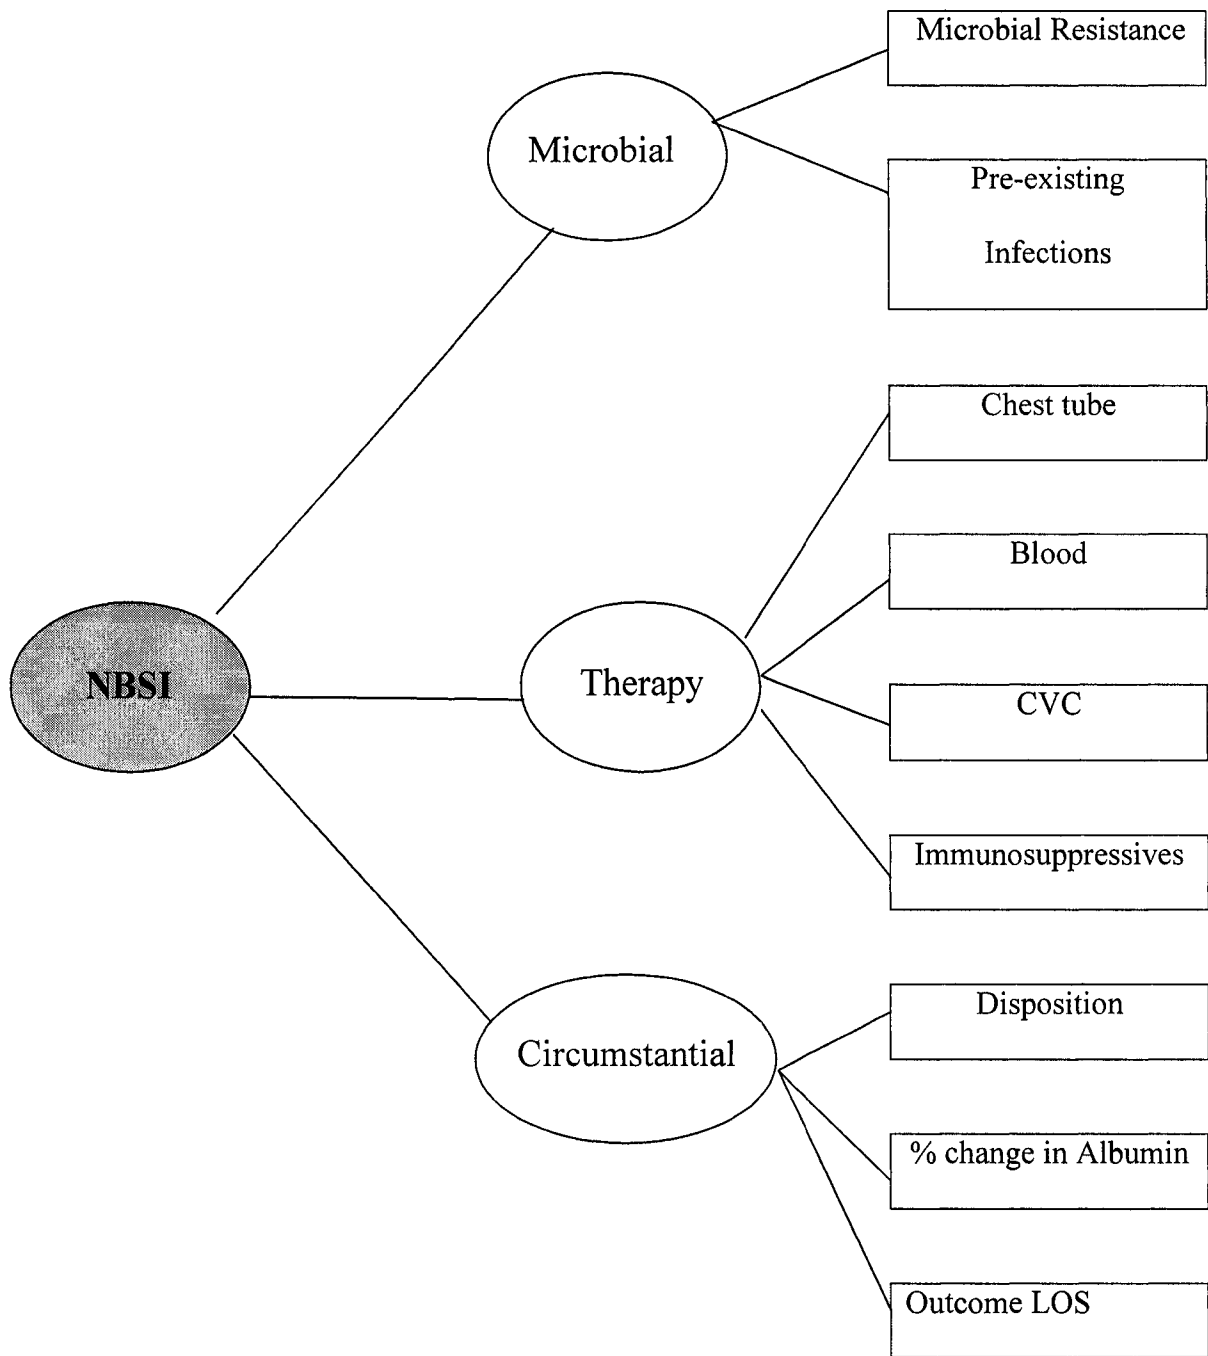 Microbial Resistance
Microbial
Pre-existing
Infections
Chest tube
Blood
NBSI
Therapy
CVC
Immunosuppressives
Disposition
Circumstantial
% change in Albumin
Outcome LOS